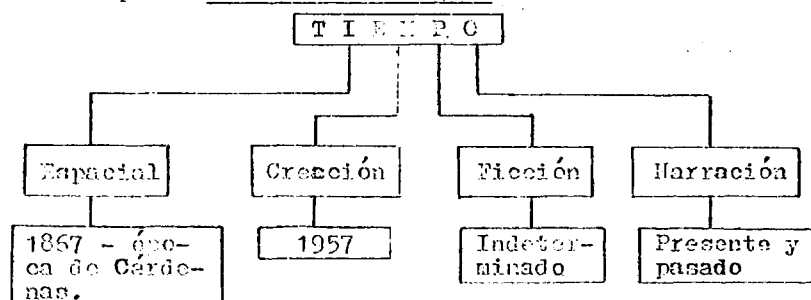 T I E M P O
Espacial
Creación
Ficción
Narración
1867 - épo-
ca de Cárde-
nas.
1957
Indeter-
minado
Presente y
pasado